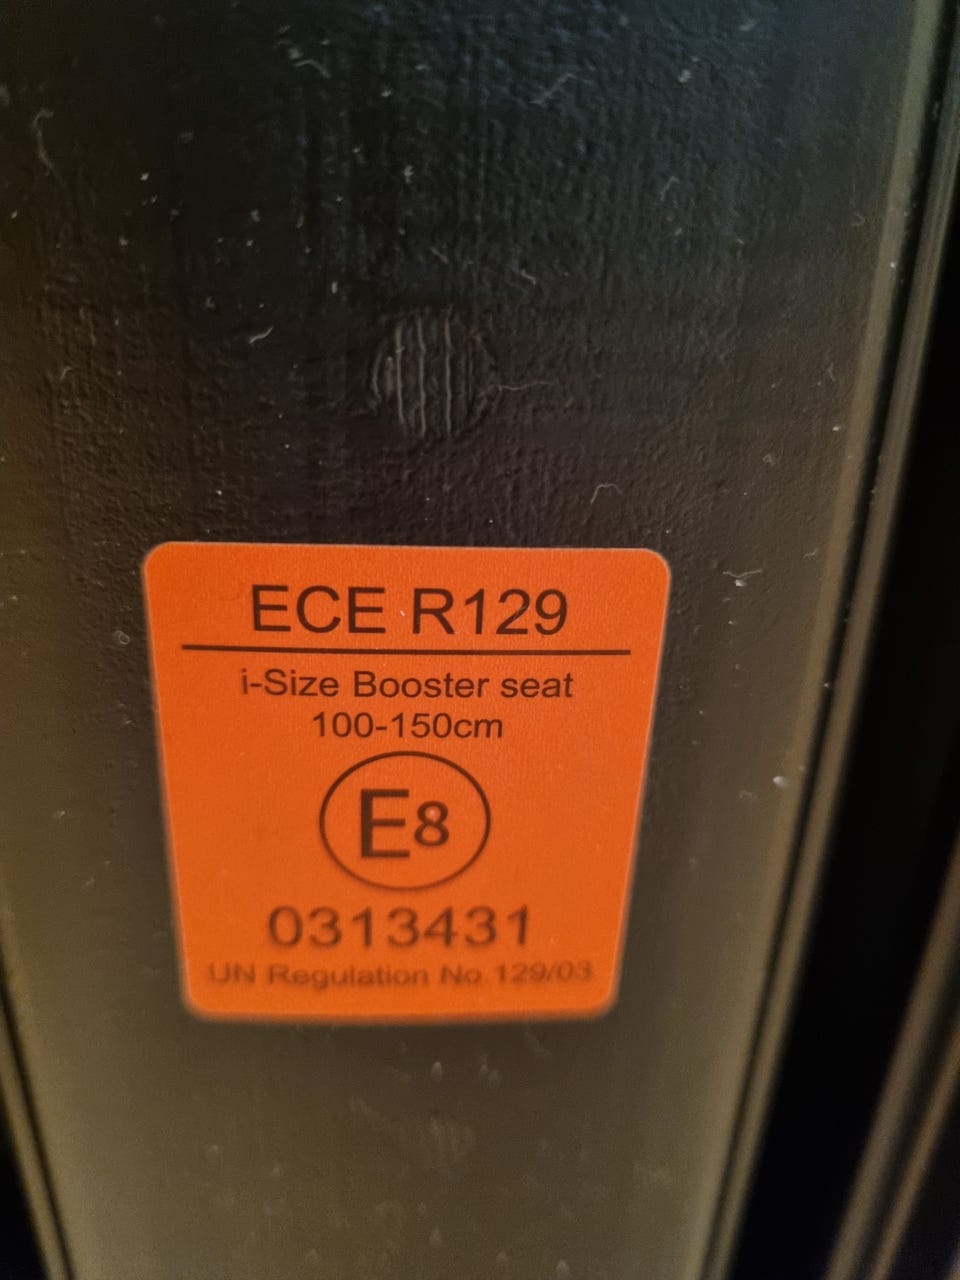 ECE R129
i-Size Booster seat
100-150cm
E8
0313431
UN Regulation No. 129/03